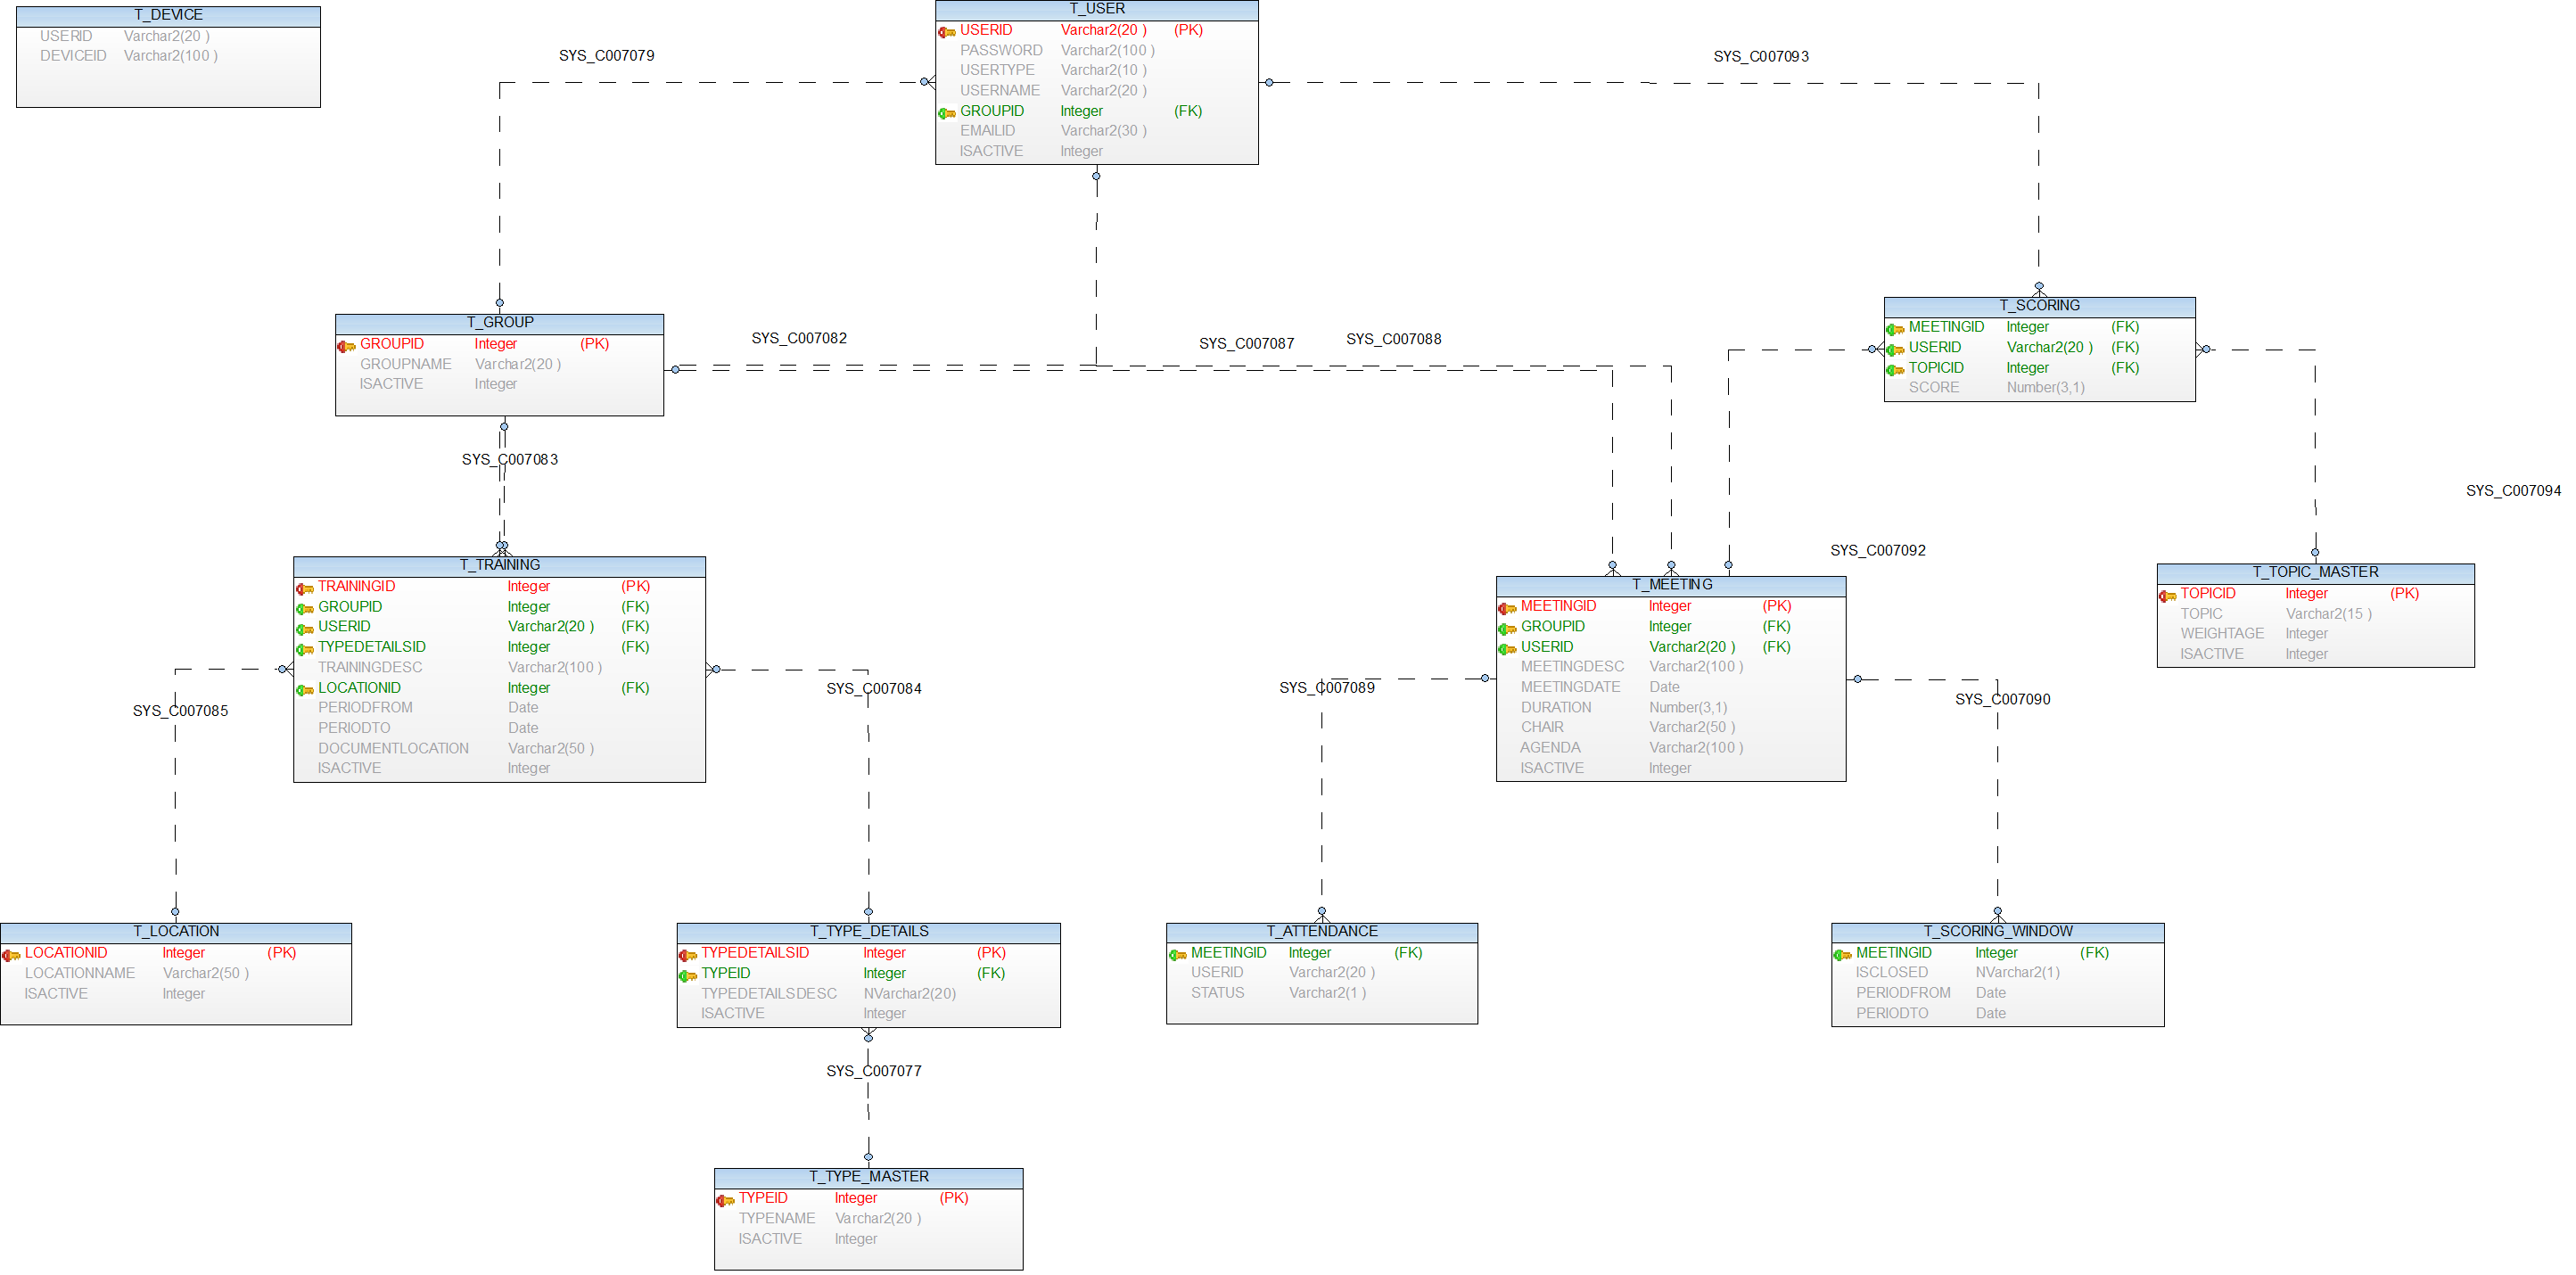 T_DEVICE
USERID Varchar2(20 )
DEVICEID Varchar2(100 )
T_USER
USERID Varchar2(20 ) (PK)
PASSWORD Varchar2(100 )
USERTYPE Varchar2(10 )
USERNAME Varchar2(20 )
GROUPID Integer (FK)
EMAILID Varchar2(30 )
ISACTIVE Integer
SYS_C007079
SYS_C007093
T_GROUP
GROUPID Integer (PK)
GROUPNAME Varchar2(20 )
ISACTIVE Integer
SYS_C007082
SYS_C007087
SYS_C007088
T_SCORING
MEETINGID Integer (FK)
USERID Varchar2(20 ) (FK)
TOPICID Integer (FK)
SCORE Number(3,1)
SYS_C007083
SYS_C007094
SYS_C007092
T_TRAINING
TRAININGID Integer (PK)
GROUPID Integer (FK)
USERID Varchar2(20 ) (FK)
TYPEDETAILSID Integer (FK)
TRAININGDESC Varchar2(100 )
LOCATIONID Integer (FK)
PERIODFROM Date
PERIODTO Date
DOCUMENTLOCATION Varchar2(50 )
ISACTIVE Integer
T_MEETING
MEETINGID Integer (PK)
GROUPID Integer (FK)
USERID Varchar2(20 ) (FK)
MEETINGDESC Varchar2(100 )
MEETINGDATE Date
DURATION Number(3,1)
CHAIR Varchar2(50 )
AGENDA Varchar2(100 )
ISACTIVE Integer
T_TOPIC_MASTER
TOPICID Integer (PK)
TOPIC Varchar2(15 )
WEIGHTAGE Integer
ISACTIVE Integer
SYS_C007085
SYS_C007084
SYS_C007089
SYS_C007090
T_LOCATION
LOCATIONID Integer (PK)
LOCATIONNAME Varchar2(50 )
ISACTIVE Integer
T_TYPE_DETAILS
TYPEDETAILSID Integer (PK)
TYPEID Integer (FK)
TYPEDETAILSDESC NVarchar2(20)
ISACTIVE Integer
T_ATTENDANCE
MEETINGID Integer (FK)
USERID Varchar2(20 )
STATUS Varchar2(1 )
T_SCORING_WINDOW
MEETINGID Integer (FK)
ISCLOSED NVarchar2(1)
PERIODFROM Date
PERIODTO Date
SYS_C007077
T_TYPE_MASTER
TYPEID Integer (PK)
TYPENAME Varchar2(20 )
ISACTIVE Integer